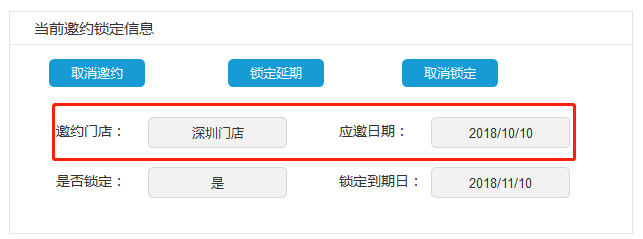 当前邀约锁定信息
取消邀约 锁定延期 取消锁定
邀约门店： 深圳门店 应邀日期： 2018/10/10
是否锁定： 是 锁定到期日： 2018/11/10